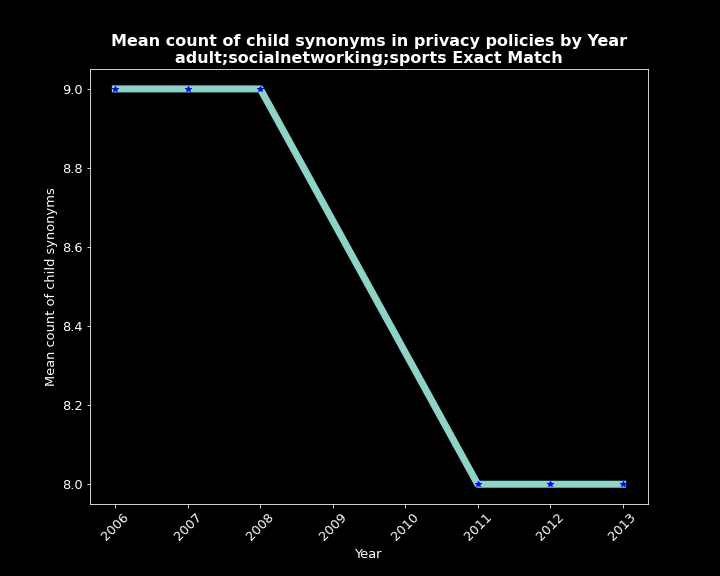 Mean count of child synonyms in privacy policies by Year
adult;socialnetworking;sports Exact Match
Mean count of child synonyms
9.0
8.8
8.6
8.4
8.2
8.0
2006 2007 2008 2009 2010 2011 2012 2013
Year